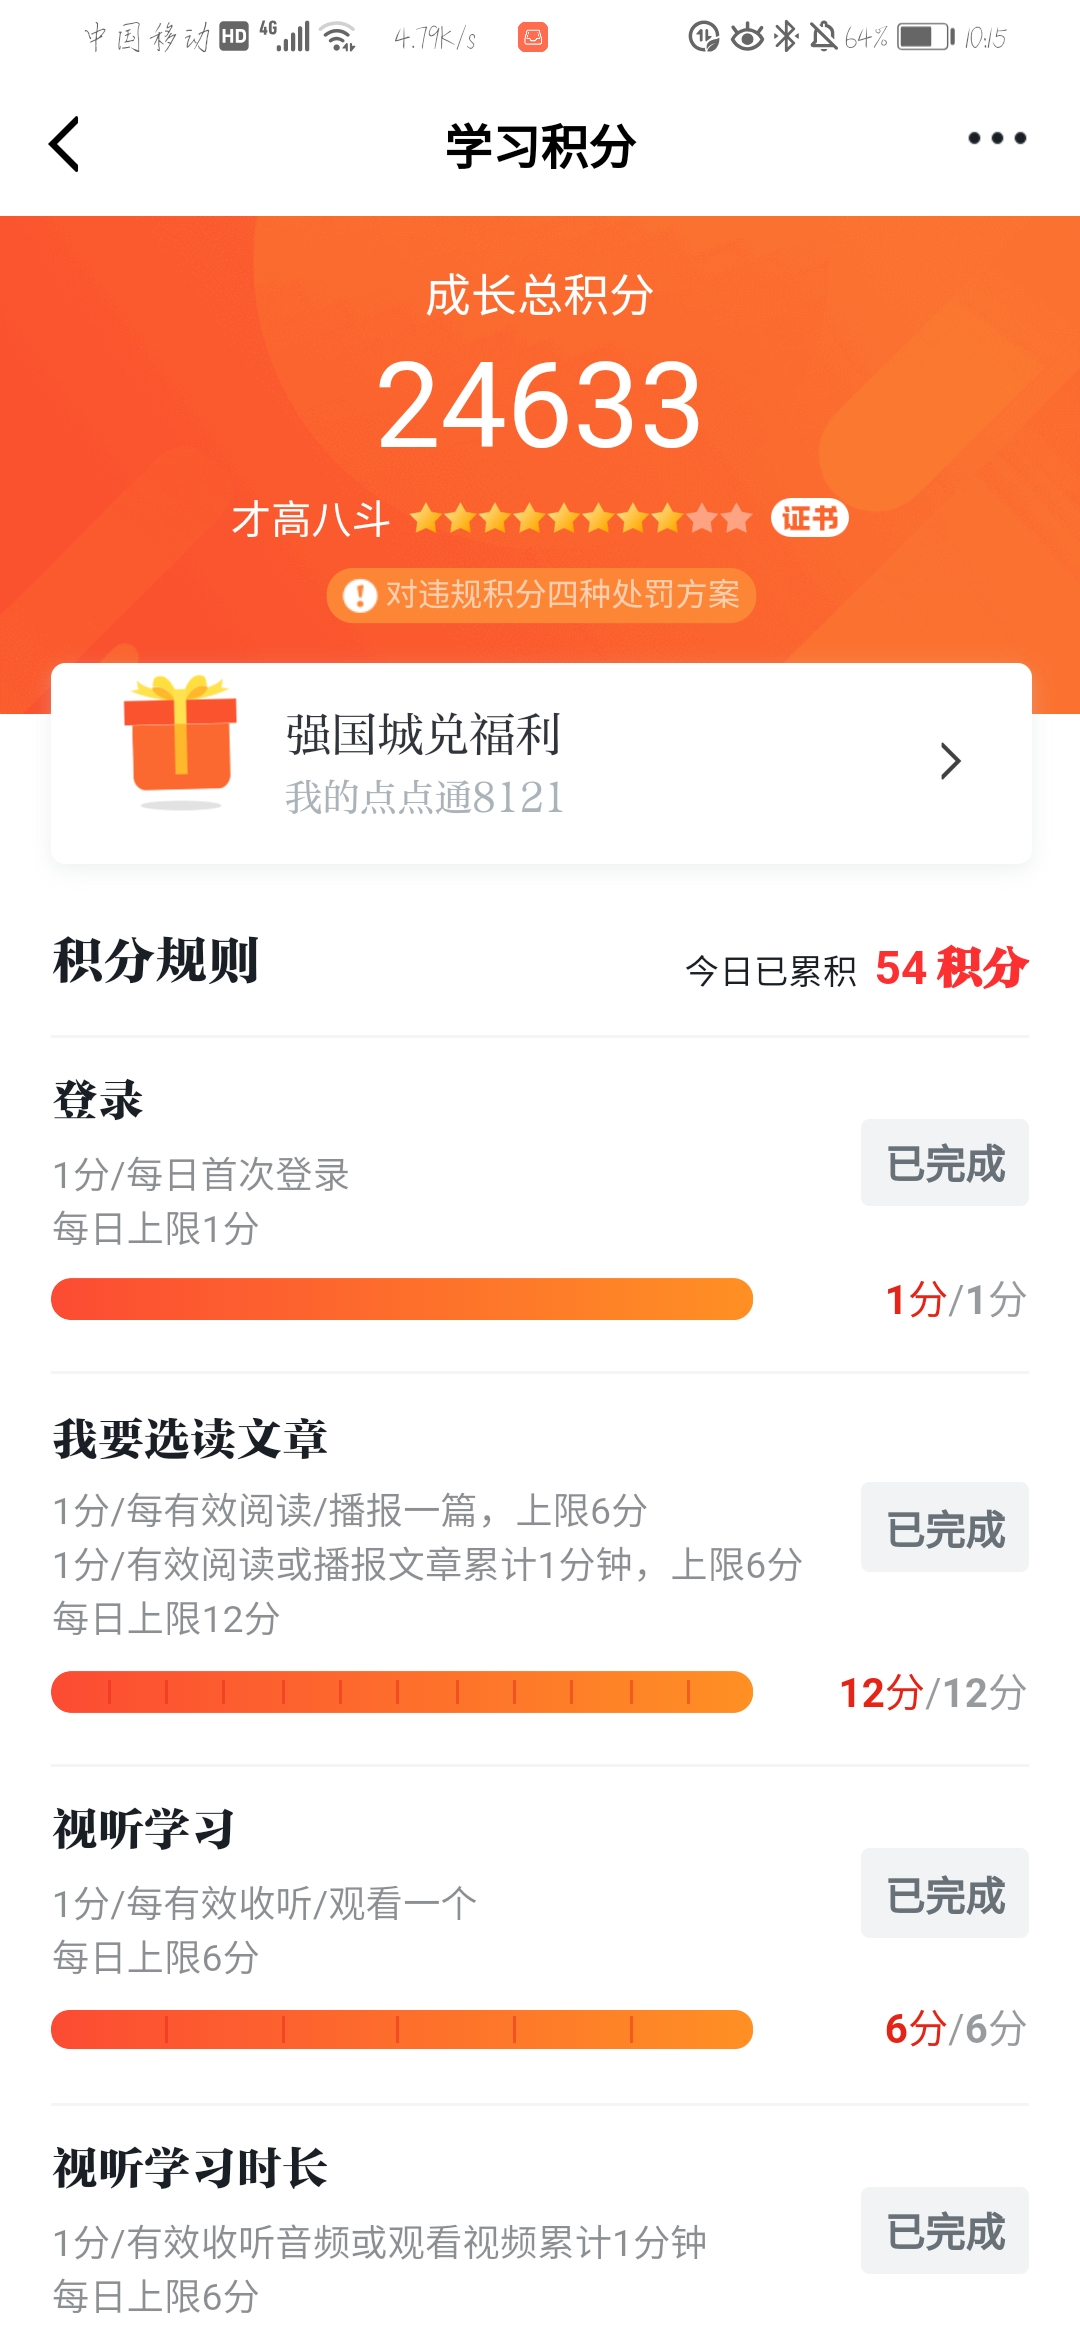 中国移动 HD 4G 4.79K/s 64% 10:15
学习积分
成长总积分
24633
才高八斗 证书
对违规积分四种处罚方案
强国城兑福利
我的点点通8121
积分规则 今日已累积 54 积分
登录
已完成
1分/每日首次登录
每日上限1分
1分/1分
我要选读文章
1分/每有效阅读/播报一篇，上限6分
已完成
1分/有效阅读或播报文章累计1分钟，上限6分
每日上限12分
12分/12分
视听学习
已完成
1分/每有效收听/观看一个
每日上限6分
6分/6分
视听学习时长
已完成
1分/有效收听音频或观看视频累计1分钟
每日上限6分